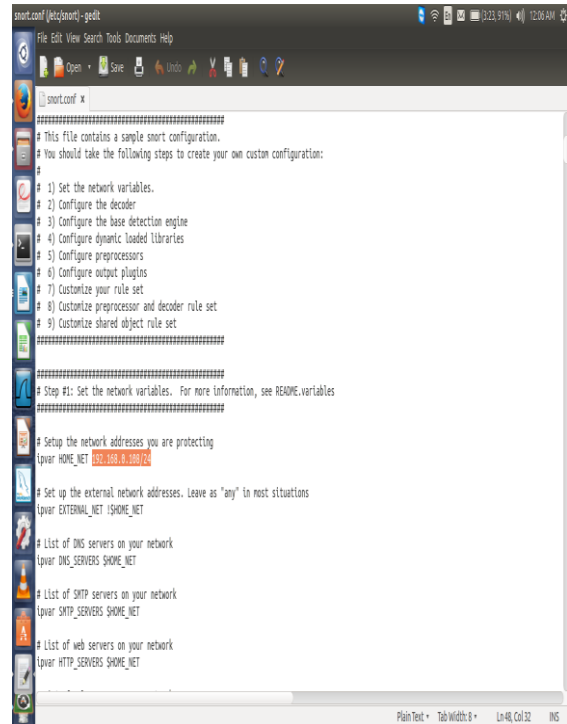 snort.conf (/etc/snort) - gedit
En (3:23, 91%) 12:06 AM
File Edit View Search Tools Documents Help
Open Save Undo
snort.conf x
##################################################
# This file contains a sample snort configuration.
# You should take the following steps to create your own custom configuration:
#
# 1) Set the network variables.
# 2) Configure the decoder
# 3) Configure the base detection engine
# 4) Configure dynamic loaded libraries
# 5) Configure preprocessors
# 6) Configure output plugins
# 7) Customize your rule set
# 8) Customize preprocessor and decoder rule set
# 9) Customize shared object rule set
##################################################
##################################################
# Step #1: Set the network variables. For more information, see README.variables
##################################################
# Setup the network addresses you are protecting
ipvar HOME_NET 192.168.0.108/24
# Set up the external network addresses. Leave as "any" in most situations
ipvar EXTERNAL_NET !$HOME_NET
# List of DNS servers on your network
ipvar DNS_SERVERS $HOME_NET
# List of SMTP servers on your network
ipvar SMTP_SERVERS $HOME_NET
# List of web servers on your network
ipvar HTTP_SERVERS $HOME_NET
Plain Text Tab Width: 8 Ln 48, Col 32 INS